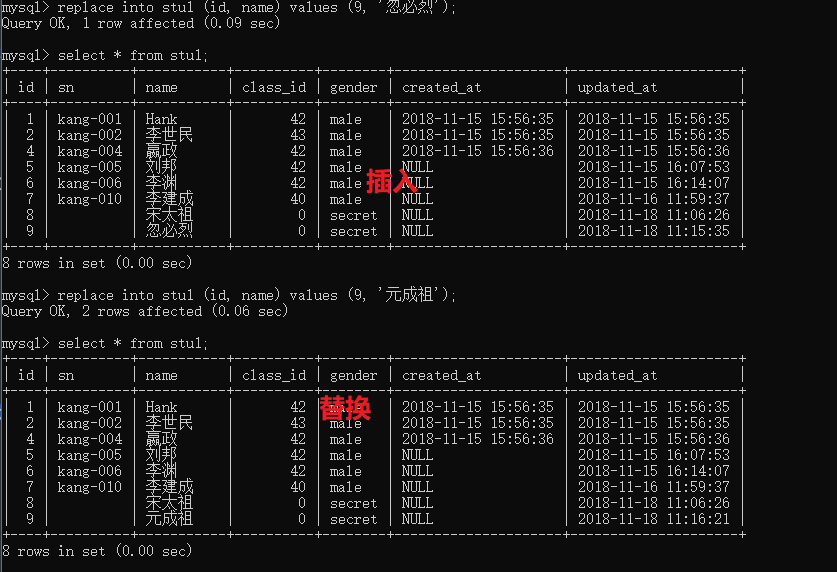 mysql> replace into stul (id, name) values (9, '忽必烈');
Query OK, 1 row affected (0.09 sec)
mysql> select * from stul;
| id | sn | name | class_id | gender | created_at | updated_at |
| 1 | kang-001 | Hank | 42 | male | 2018-11-15 15:56:35 | 2018-11-15 15:56:35 |
| 2 | kang-002 | 李世民 | 43 | male | 2018-11-15 15:56:35 | 2018-11-15 15:56:35 |
| 4 | kang-004 | 嬴政 | 42 | male | 2018-11-15 15:56:36 | 2018-11-15 15:56:36 |
| 5 | kang-005 | 刘邦 | 42 | male | NULL | 2018-11-15 16:07:53 |
| 6 | kang-006 | 李渊 | 42 | male | NULL | 2018-11-15 16:14:07 |
插入
| 7 | kang-010 | 李建成 | 40 | male | NULL | 2018-11-16 11:59:37 |
| 8 | | 宋太祖 | 0 | secret | NULL | 2018-11-18 11:06:26 |
| 9 | | 忽必烈 | 0 | secret | NULL | 2018-11-18 11:15:35 |
8 rows in set (0.00 sec)
mysql> replace into stul (id, name) values (9, '元成祖');
Query OK, 2 rows affected (0.06 sec)
mysql> select * from stul;
| id | sn | name | class_id | gender | created_at | updated_at |
| 1 | kang-001 | Hank | 42 | male | 2018-11-15 15:56:35 | 2018-11-15 15:56:35 |
替换
| 2 | kang-002 | 李世民 | 43 | male | 2018-11-15 15:56:35 | 2018-11-15 15:56:35 |
| 4 | kang-004 | 嬴政 | 42 | male | 2018-11-15 15:56:36 | 2018-11-15 15:56:36 |
| 5 | kang-005 | 刘邦 | 42 | male | NULL | 2018-11-15 16:07:53 |
| 6 | kang-006 | 李渊 | 42 | male | NULL | 2018-11-15 16:14:07 |
| 7 | kang-010 | 李建成 | 40 | male | NULL | 2018-11-16 11:59:37 |
| 8 | | 宋太祖 | 0 | secret | NULL | 2018-11-18 11:06:26 |
| 9 | | 元成祖 | 0 | secret | NULL | 2018-11-18 11:16:21 |
8 rows in set (0.00 sec)